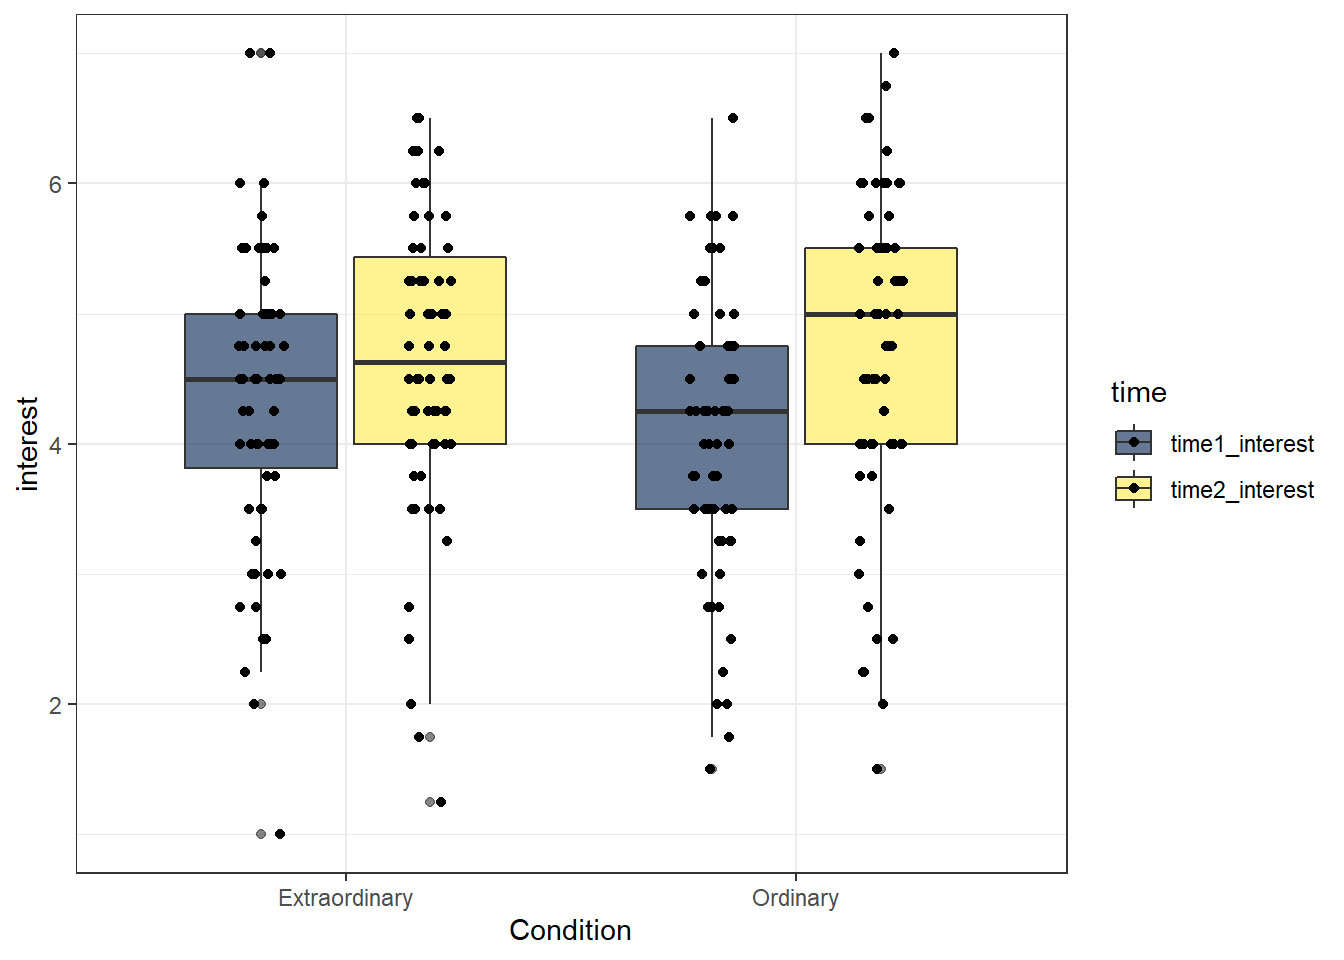 6
4
2
interest
Extraordinary
Ordinary
Condition
time
time1_interest
time2_interest